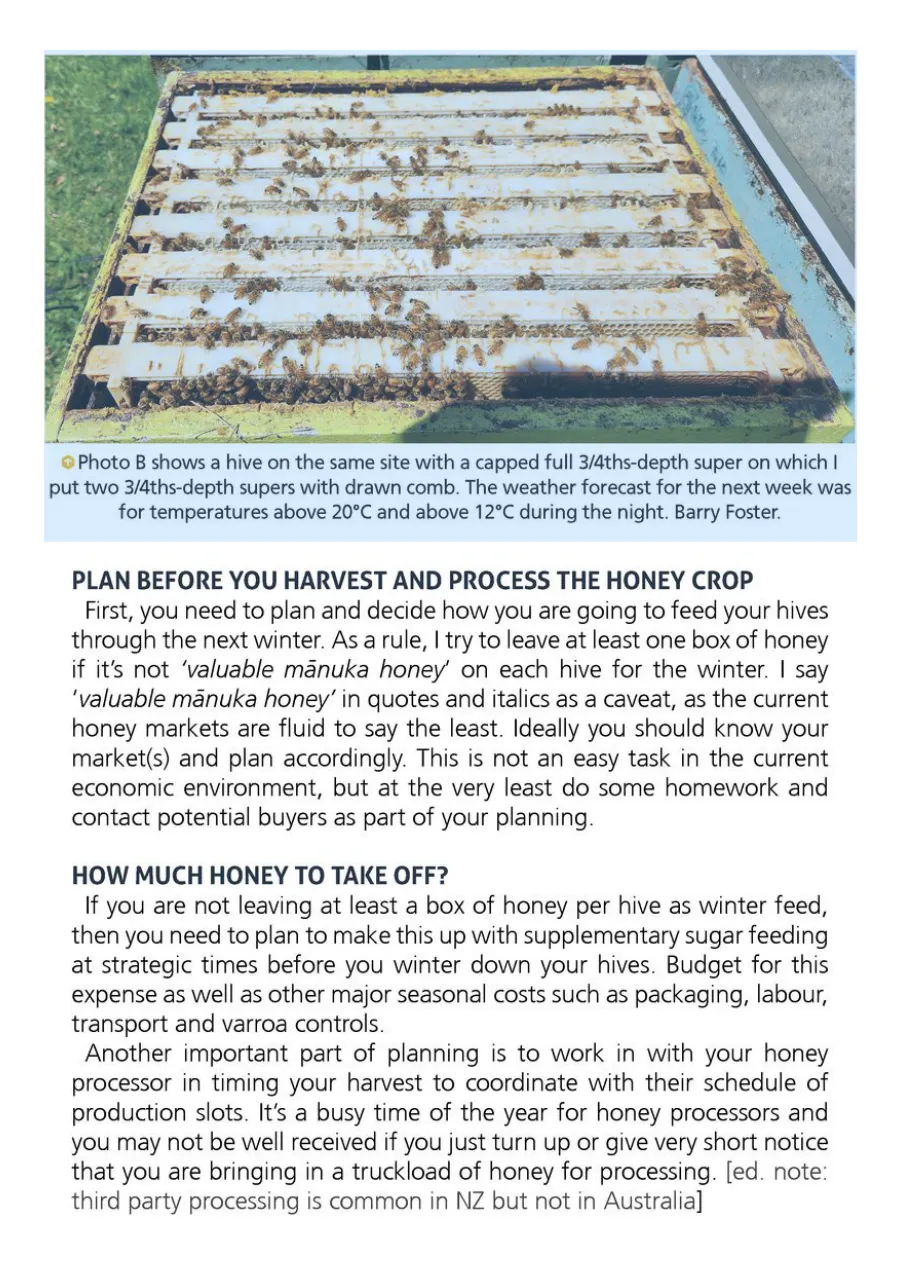 Photo B shows a hive on the same site with a capped full 3/4ths-depth super on which I
put two 3/4ths-depth supers with drawn comb. The weather forecast for the next week was
for temperatures above 20°C and above 12°C during the night. Barry Foster.
PLAN BEFORE YOU HARVEST AND PROCESS THE HONEY CROP
First, you need to plan and decide how you are going to feed your hives
through the next winter. As a rule, I try to leave at least one box of honey
if it’s not ‘valuable mānuka honey’ on each hive for the winter. I say
‘valuable mānuka honey’ in quotes and italics as a caveat, as the current
honey markets are fluid to say the least. Ideally you should know your
market(s) and plan accordingly. This is not an easy task in the current
economic environment, but at the very least do some homework and
contact potential buyers as part of your planning.
HOW MUCH HONEY TO TAKE OFF?
If you are not leaving at least a box of honey per hive as winter feed,
then you need to plan to make this up with supplementary sugar feeding
at strategic times before you winter down your hives. Budget for this
expense as well as other major seasonal costs such as packaging, labour,
transport and varroa controls.
Another important part of planning is to work in with your honey
processor in timing your harvest to coordinate with their schedule of
production slots. It’s a busy time of the year for honey processors and
you may not be well received if you just turn up or give very short notice
that you are bringing in a truckload of honey for processing. [ed. note:
third party processing is common in NZ but not in Australia]